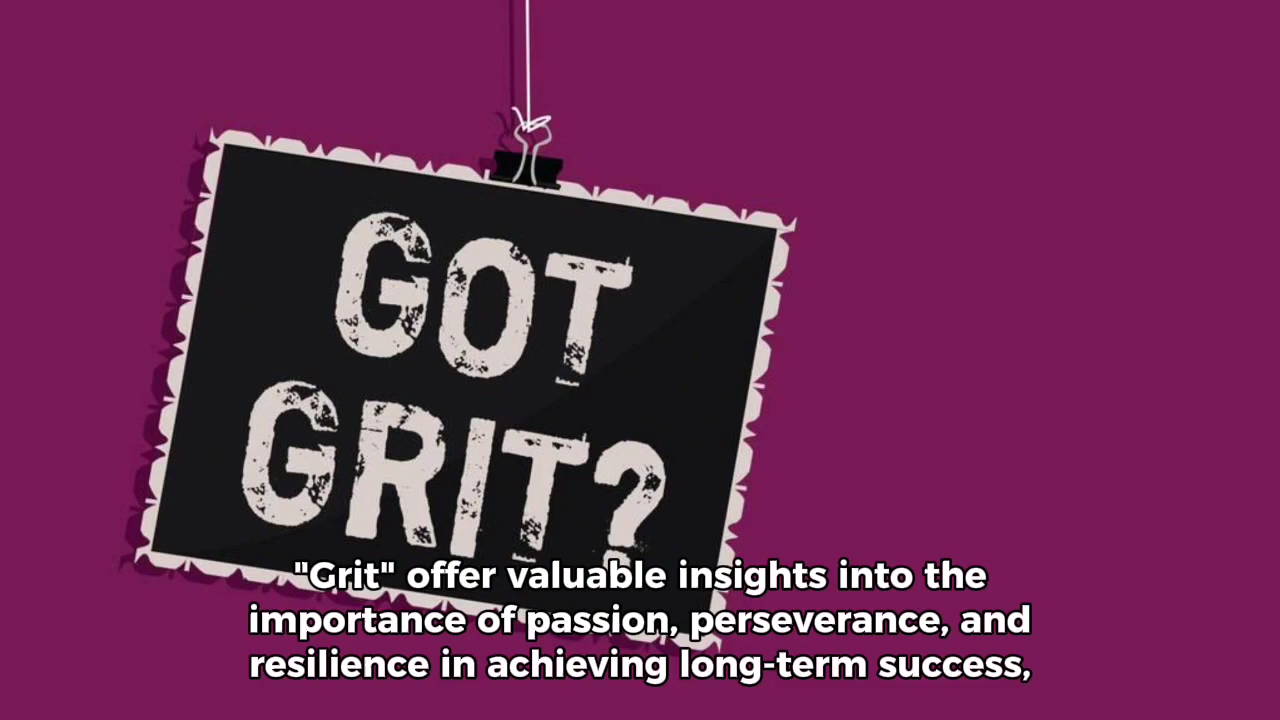 GOT
GRIT?
"Grit" offer valuable insights into the
importance of passion, perseverance, and
resilience in achieving long-term success,